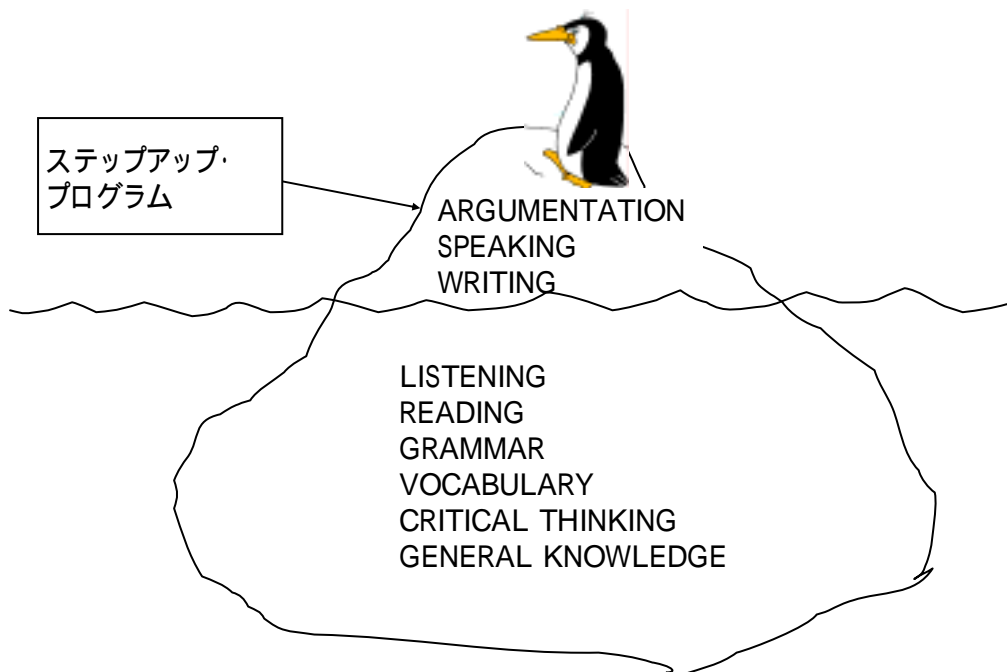 ステップアップ・
プログラム
ARGUMENTATION
SPEAKING
WRITING
LISTENING
READING
GRAMMAR
VOCABULARY
CRITICAL THINKING
GENERAL KNOWLEDGE